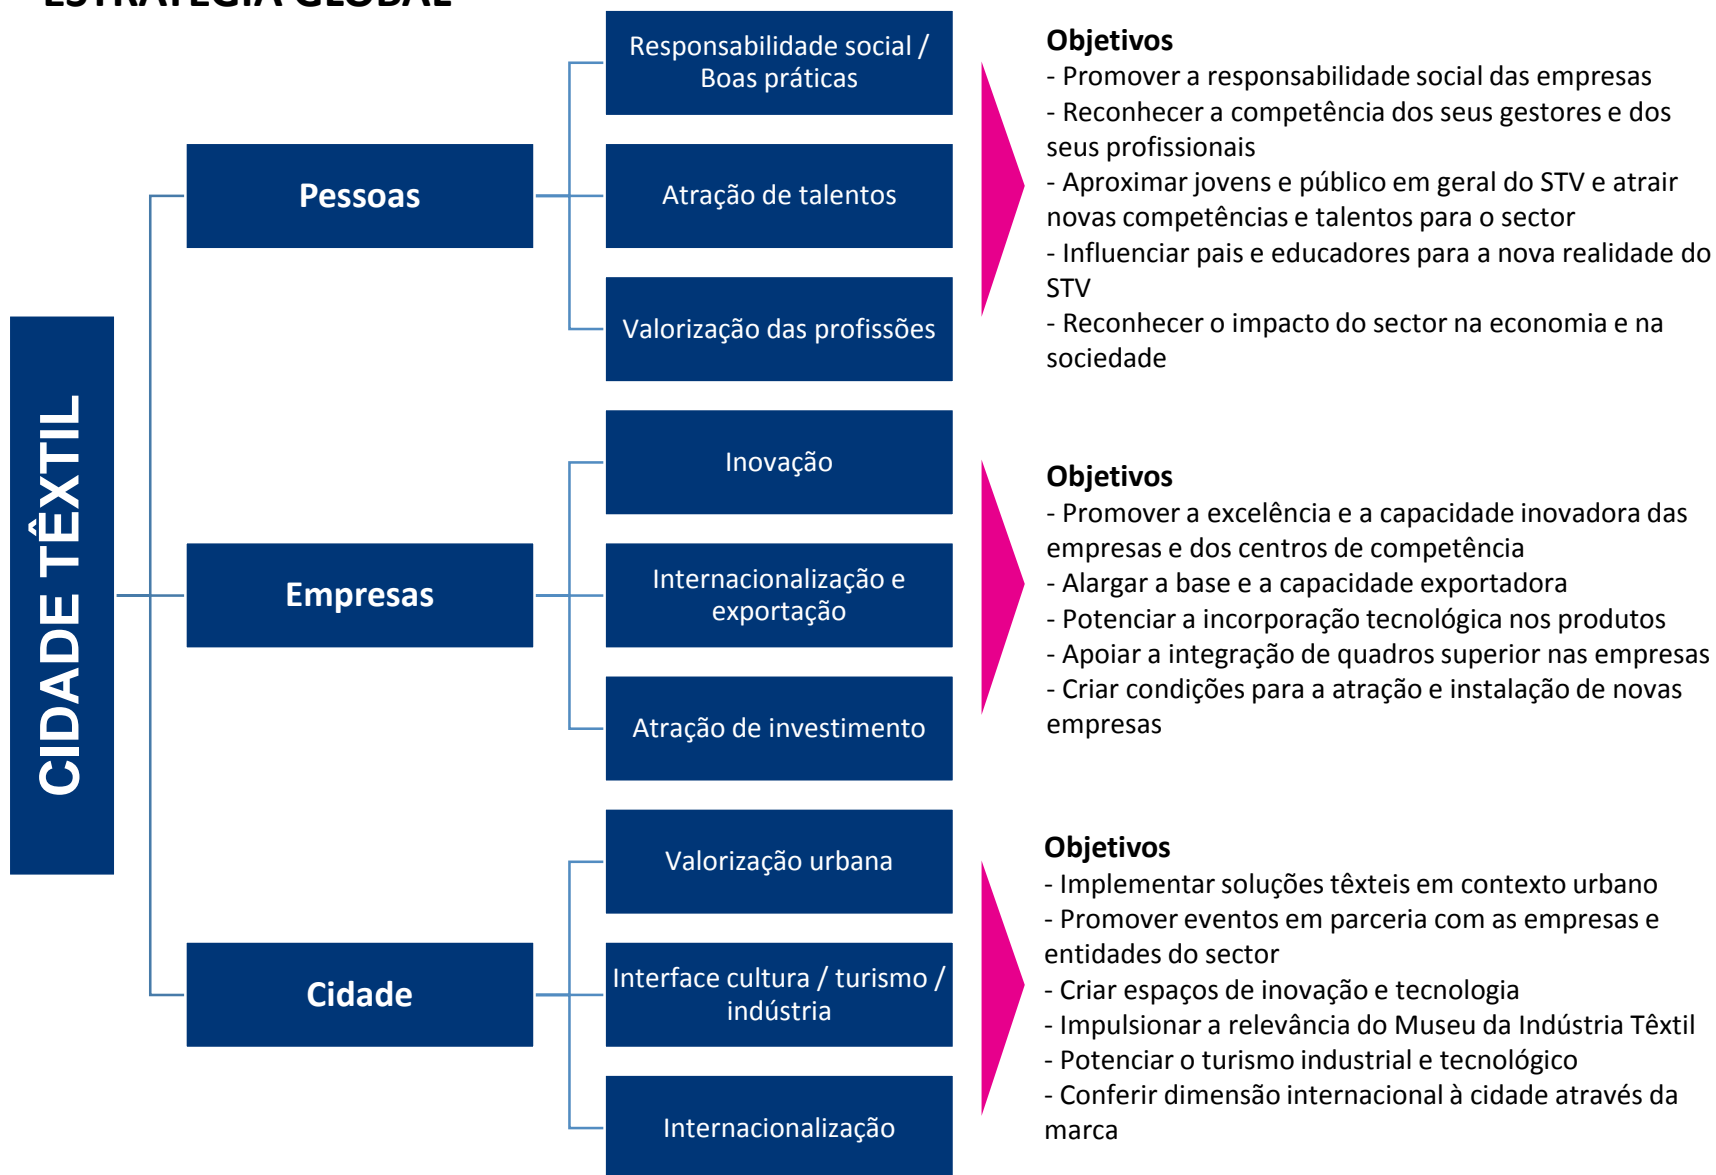 ESTRATÉGIA GLOBAL
CIDADE TÊXTIL
Pessoas
Responsabilidade social /
Boas práticas
Atração de talentos
Valorização das profissões
Objetivos
- Promover a responsabilidade social das empresas
- Reconhecer a competência dos seus gestores e dos
seus profissionais
- Aproximar jovens e público em geral do STV e atrair
novas competências e talentos para o sector
- Influenciar pais e educadores para a nova realidade do
STV
- Reconhecer o impacto do sector na economia e na
sociedade
Empresas
Inovação
Internacionalização e
exportação
Atração de investimento
Objetivos
- Promover a excelência e a capacidade inovadora das
empresas e dos centros de competência
- Alargar a base e a capacidade exportadora
- Potenciar a incorporação tecnológica nos produtos
- Apoiar a integração de quadros superior nas empresas
- Criar condições para a atração e instalação de novas
empresas
Cidade
Valorização urbana
Interface cultura / turismo /
indústria
Internacionalização
Objetivos
- Implementar soluções têxteis em contexto urbano
- Promover eventos em parceria com as empresas e
entidades do sector
- Criar espaços de inovação e tecnologia
- Impulsionar a relevância do Museu da Indústria Têxtil
- Potenciar o turismo industrial e tecnológico
- Conferir dimensão internacional à cidade através da
marca